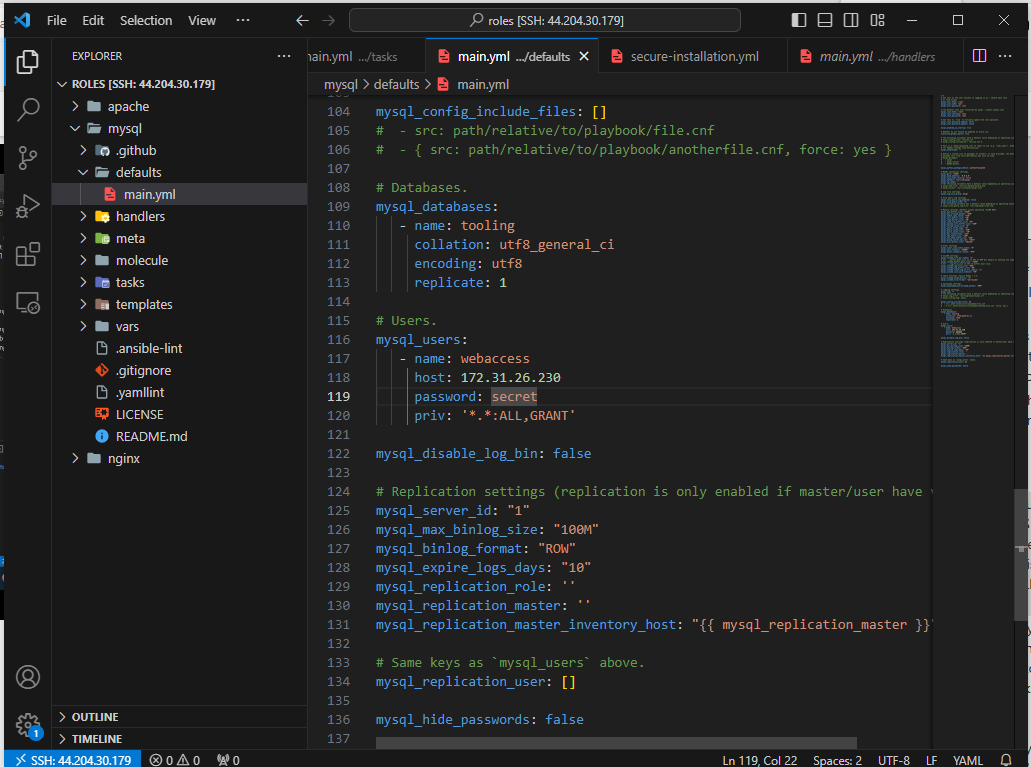 File Edit Selection View ··· roles [SSH: 44.204.30.179]
EXPLORER ···
ROLES [SSH: 44.204.30.179]
apache
mysql
.github
defaults
main.yml
handlers
meta
molecule
tasks
templates
vars
.ansible-lint
.gitignore
.yamllint
LICENSE
README.md
nginx
OUTLINE
TIMELINE
main.yml .../tasks main.yml .../defaults secure-installation.yml main.yml .../handlers
mysql > defaults > main.yml
104 mysql_config_include_files: []
105 #  - src: path/relative/to/playbook/file.cnf
106 #  - { src: path/relative/to/playbook/anotherfile.cnf, force: yes }
107
108 # Databases.
109 mysql_databases:
110    - name: tooling
111      collation: utf8_general_ci
112      encoding: utf8
113      replicate: 1
114
115 # Users.
116 mysql_users:
117    - name: webaccess
118      host: 172.31.26.230
119      password: secret
120      priv: '*.*:ALL,GRANT'
121
122 mysql_disable_log_bin: false
123
124 # Replication settings (replication is only enabled if master/user have
125 mysql_server_id: "1"
126 mysql_max_binlog_size: "100M"
127 mysql_binlog_format: "ROW"
128 mysql_expire_logs_days: "10"
129 mysql_replication_role: ''
130 mysql_replication_master: ''
131 mysql_replication_master_inventory_host: "{{ mysql_replication_master }}"
132
133 # Same keys as `mysql_users` above.
134 mysql_replication_user: []
135
136 mysql_hide_passwords: false
137
1
SSH: 44.204.30.179 0 0 0 Ln 119, Col 22 Spaces: 2 UTF-8 LF YAML